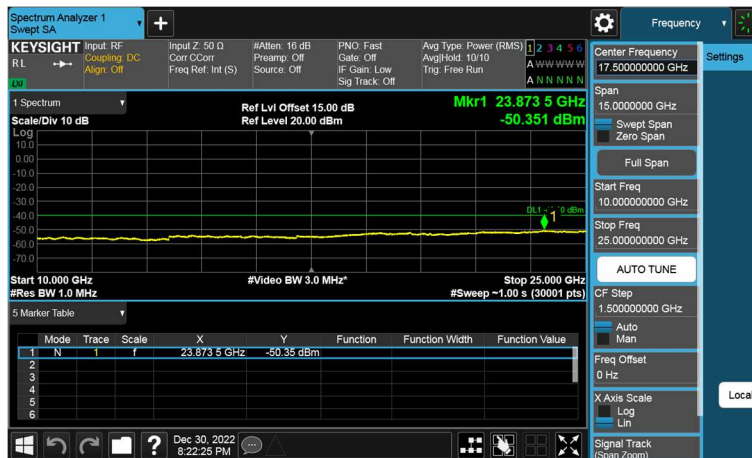 Spectrum Analyzer 1
Swept SA
Frequency
KEYSIGHT
RL
Input: RF
Coupling: DC
Align: Off
Input Z: 50 Ω
Corr CCorr
Freq Ref: Int (S)
#Atten: 16 dB
Preamp: Off
Source: Off
PNO: Fast
Gate: Off
IF Gain: Low
Sig Track: Off
Avg Type: Power (RMS)
Avg|Hold: 10/10
Trig: Free Run
1 2 3 4 5 6
A W W W W W
A N N N N N
LXI
1 Spectrum
Scale/Div 10 dB
Ref Lvl Offset 15.00 dB
Ref Level 20.00 dBm
Mkr1 23.873 5 GHz
-50.351 dBm
Log
10.0
0.00
-10.0
-20.0
-30.0
-40.0
-50.0
-60.0
-70.0
1
Start 10.000 GHz
#Res BW 1.0 MHz
#Video BW 3.0 MHz*
Stop 25.000 GHz
#Sweep ~1.00 s (30001 pts)
5 Marker Table
Mode Trace Scale X Y Function Function Width Function Value
1 N 1 f 23.873 5 GHz -50.35 dBm
2
3
4
5
6
Dec 30, 2022
8:22:25 PM
Center Frequency
17.500000000 GHz
Span
15.0000000 GHz
Swept Span
Zero Span
Full Span
Start Freq
10.000000000 GHz
Stop Freq
25.000000000 GHz
AUTO TUNE
CF Step
1.500000000 GHz
Auto
Man
Freq Offset
0 Hz
X Axis Scale
Log
Lin
Signal Track
(Span Zoom)
Settings
Local